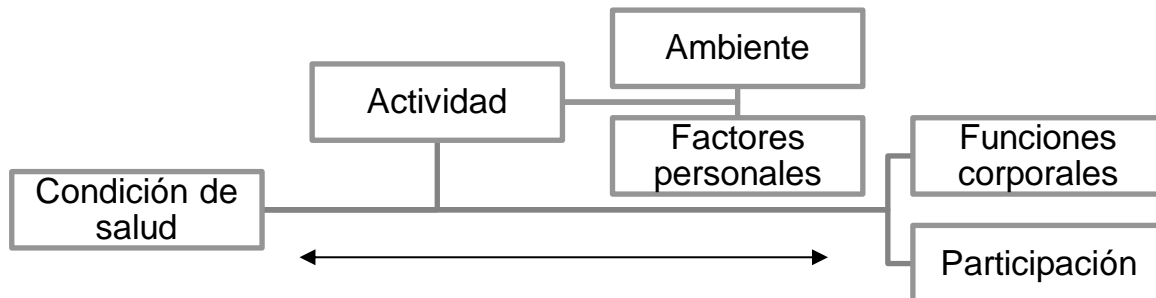 Ambiente
Actividad
Factores
personales
Funciones
corporales
Condición de
salud
Participación